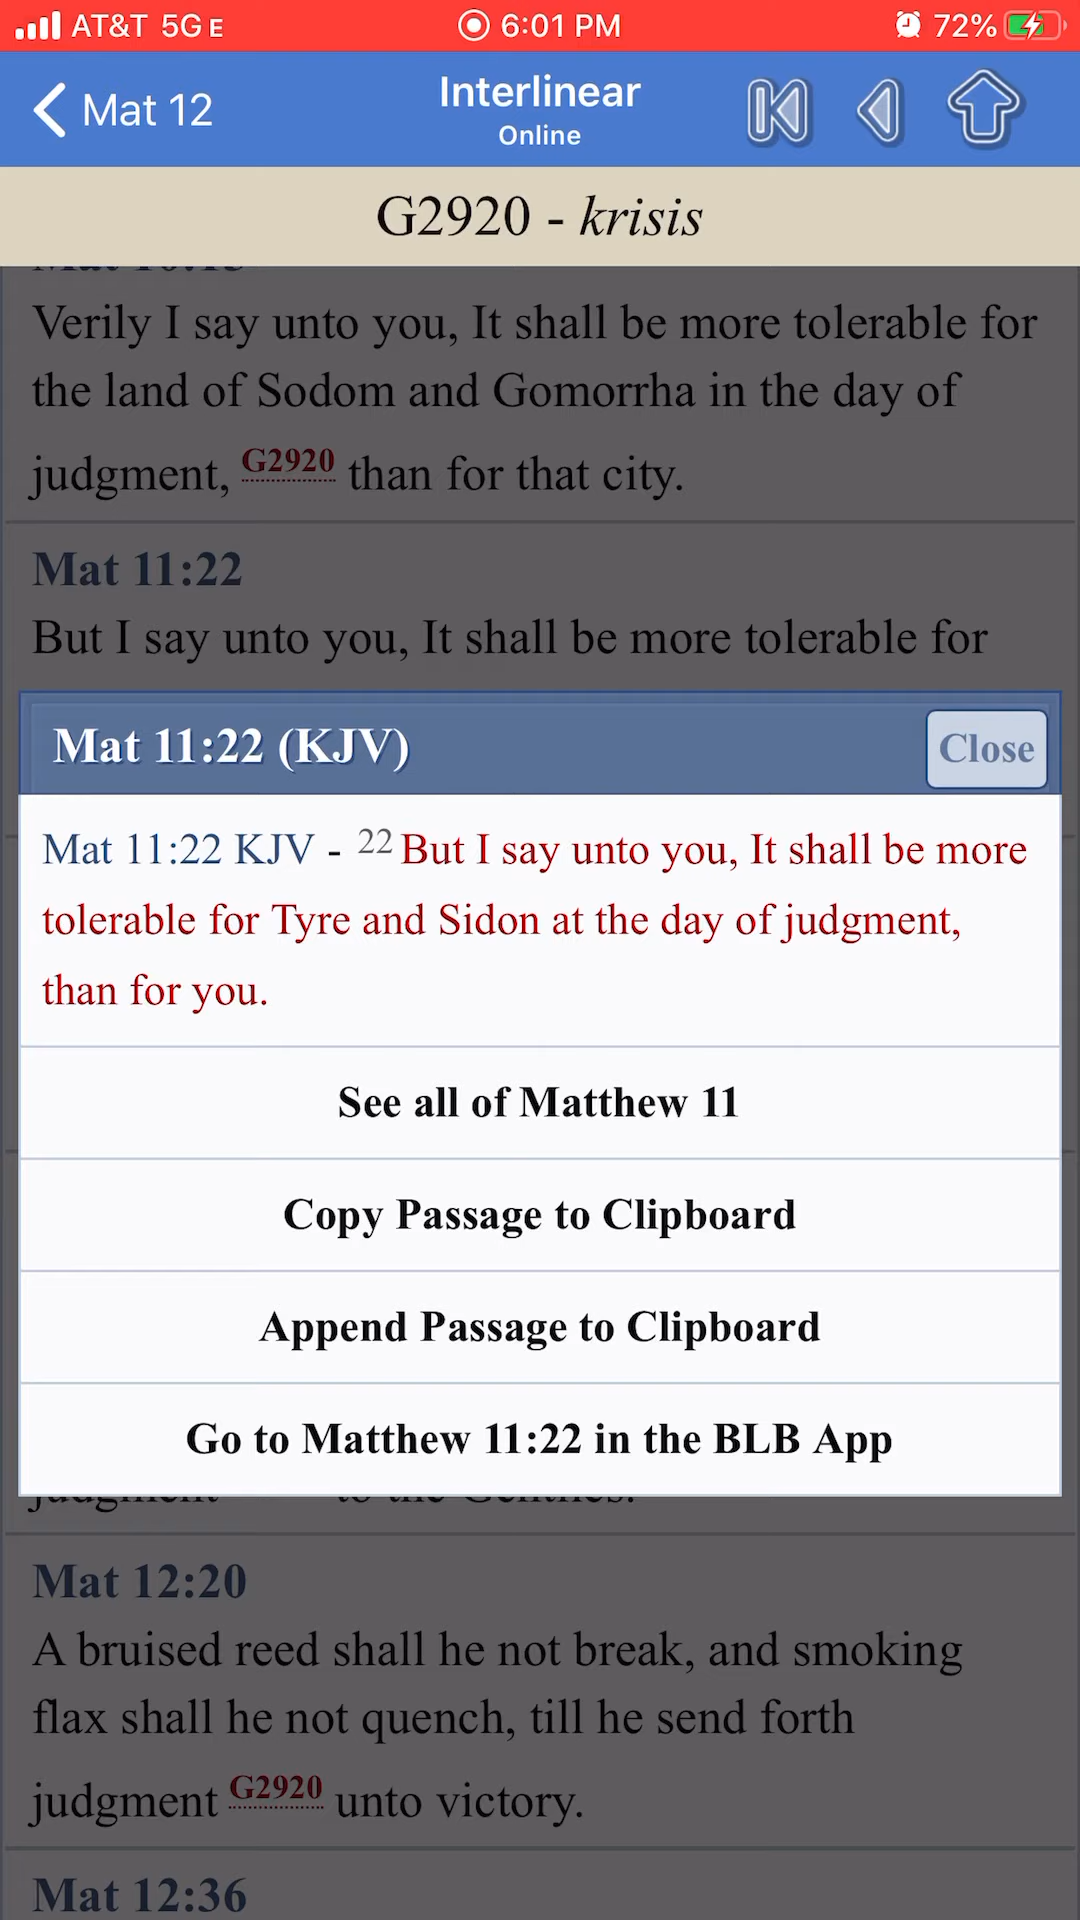 AT&T 5GE 6:01 PM 72%
Mat 12 Interlinear
Online
G2920 - krisis
Verily I say unto you, It shall be more tolerable for
the land of Sodom and Gomorrha in the day of
judgment, G2920 than for that city.
Mat 11:22
But I say unto you, It shall be more tolerable for
Mat 11:22 (KJV) Close
Mat 11:22 KJV - 22 But I say unto you, It shall be more
tolerable for Tyre and Sidon at the day of judgment,
than for you.
See all of Matthew 11
Copy Passage to Clipboard
Append Passage to Clipboard
Go to Matthew 11:22 in the BLB App
Mat 12:20
A bruised reed shall he not break, and smoking
flax shall he not quench, till he send forth
judgment G2920 unto victory.
Mat 12:36